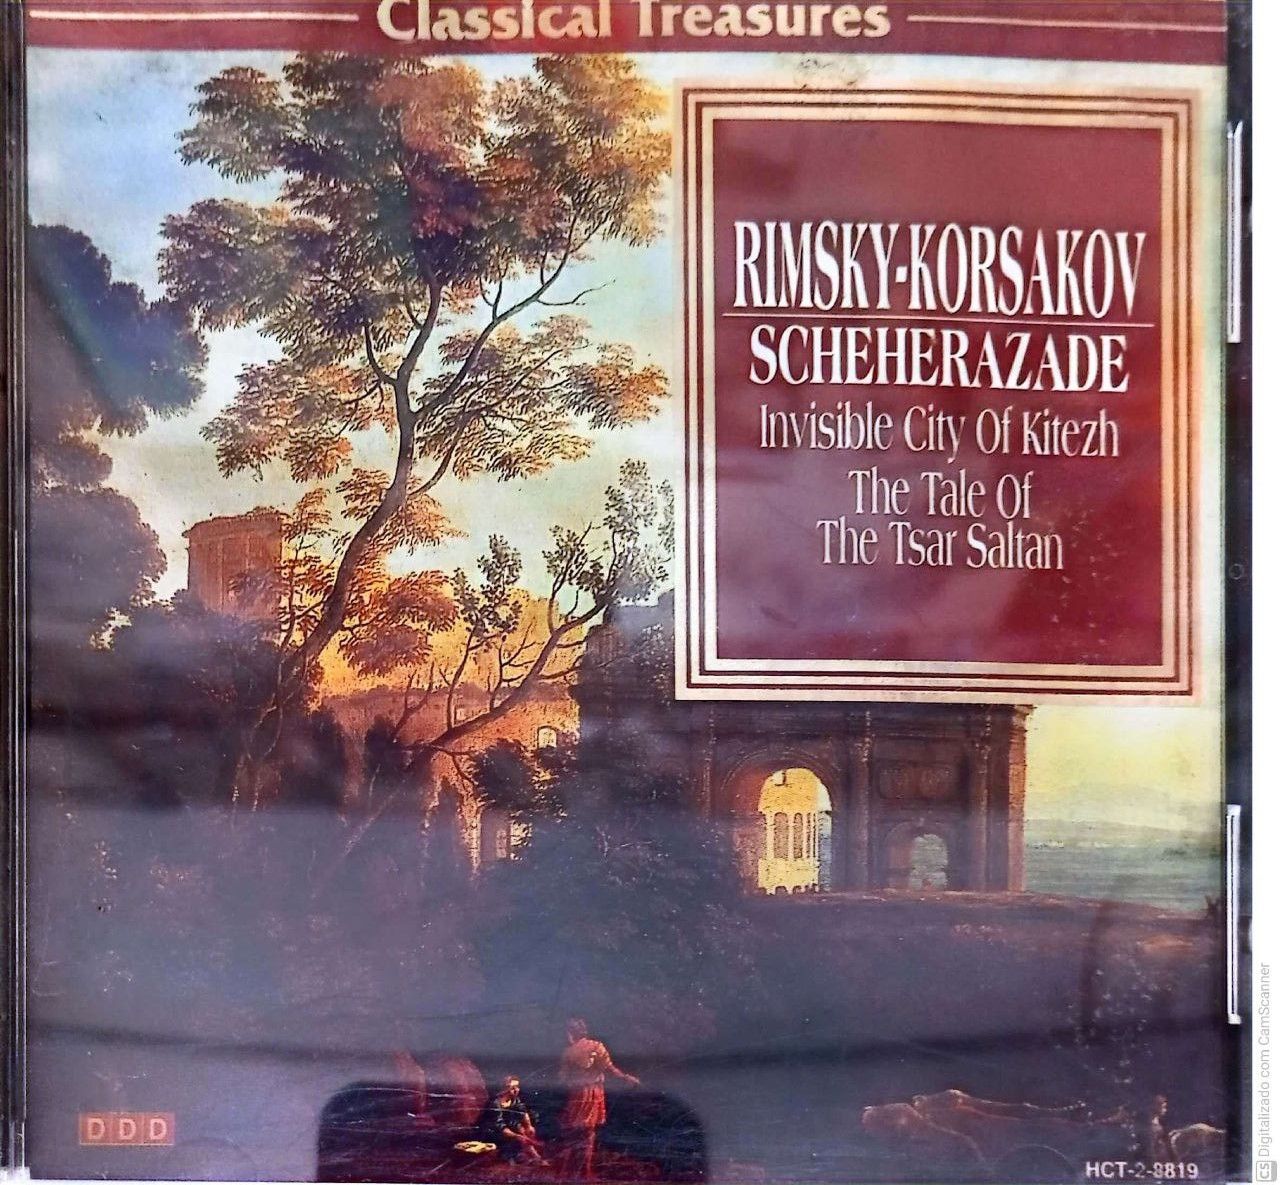 Classical Treasures
RIMSKY-KORSAKOV
SCHEHERAZADE
Invisible City Of Kitezh
The Tale Of
The Tsar Saltan
DDD
HCT-2-8819
CS Digitalizado com CamScanner